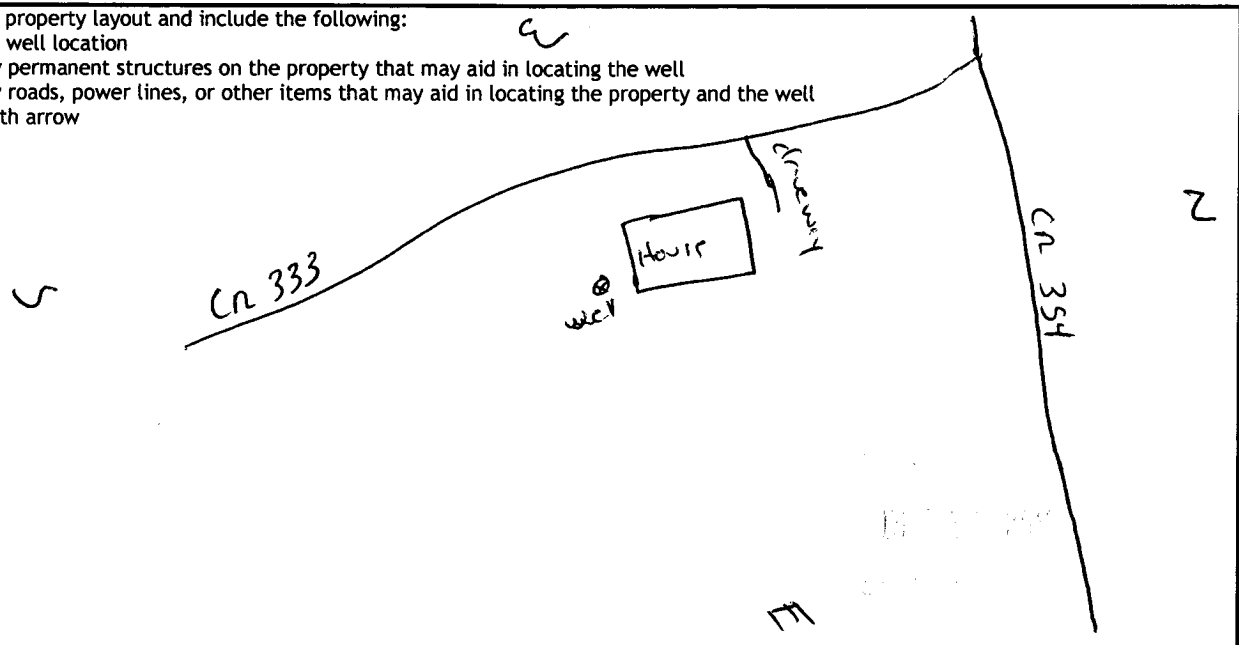 property layout and include the following:
well location
permanent structures on the property that may aid in locating the well
roads, power lines, or other items that may aid in locating the property and the well
th arrow
W
driveway
N
House
CR 354
S
CR 333
well
E